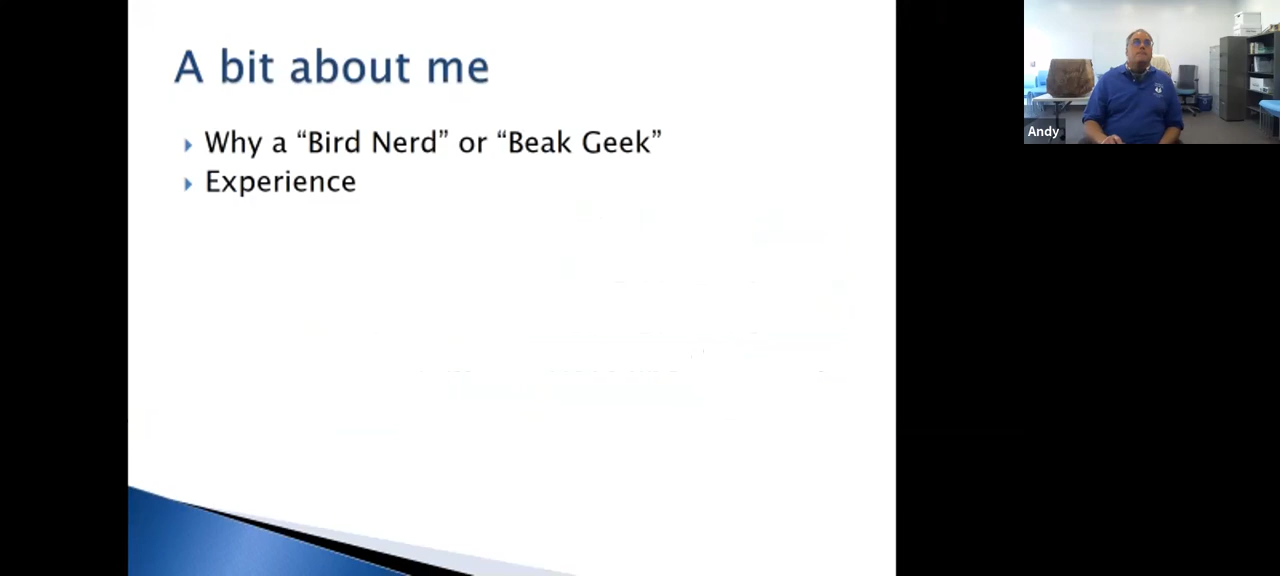 A bit about me
Why a “Bird Nerd” or “Beak Geek”
Experience
Andy